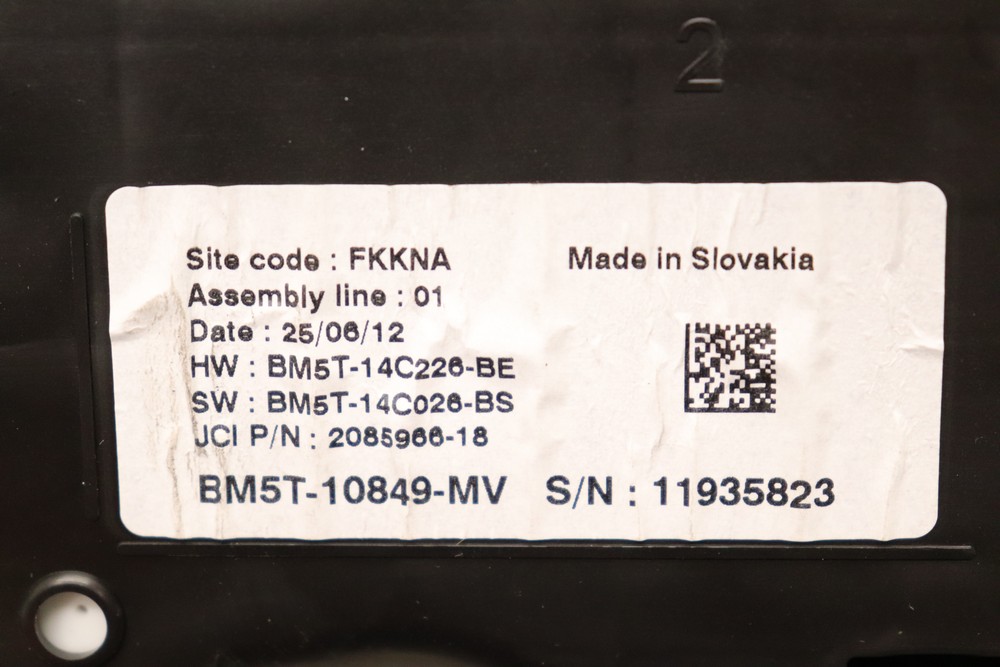 2
Site code : FKKNA
Made in Slovakia
Assembly line : 01
Date : 25/06/12
HW : BM5T-14C226-BE
SW : BM5T-14C026-BS
JCI P/N : 2085966-18
BM5T-10849-MV S/N : 11935823